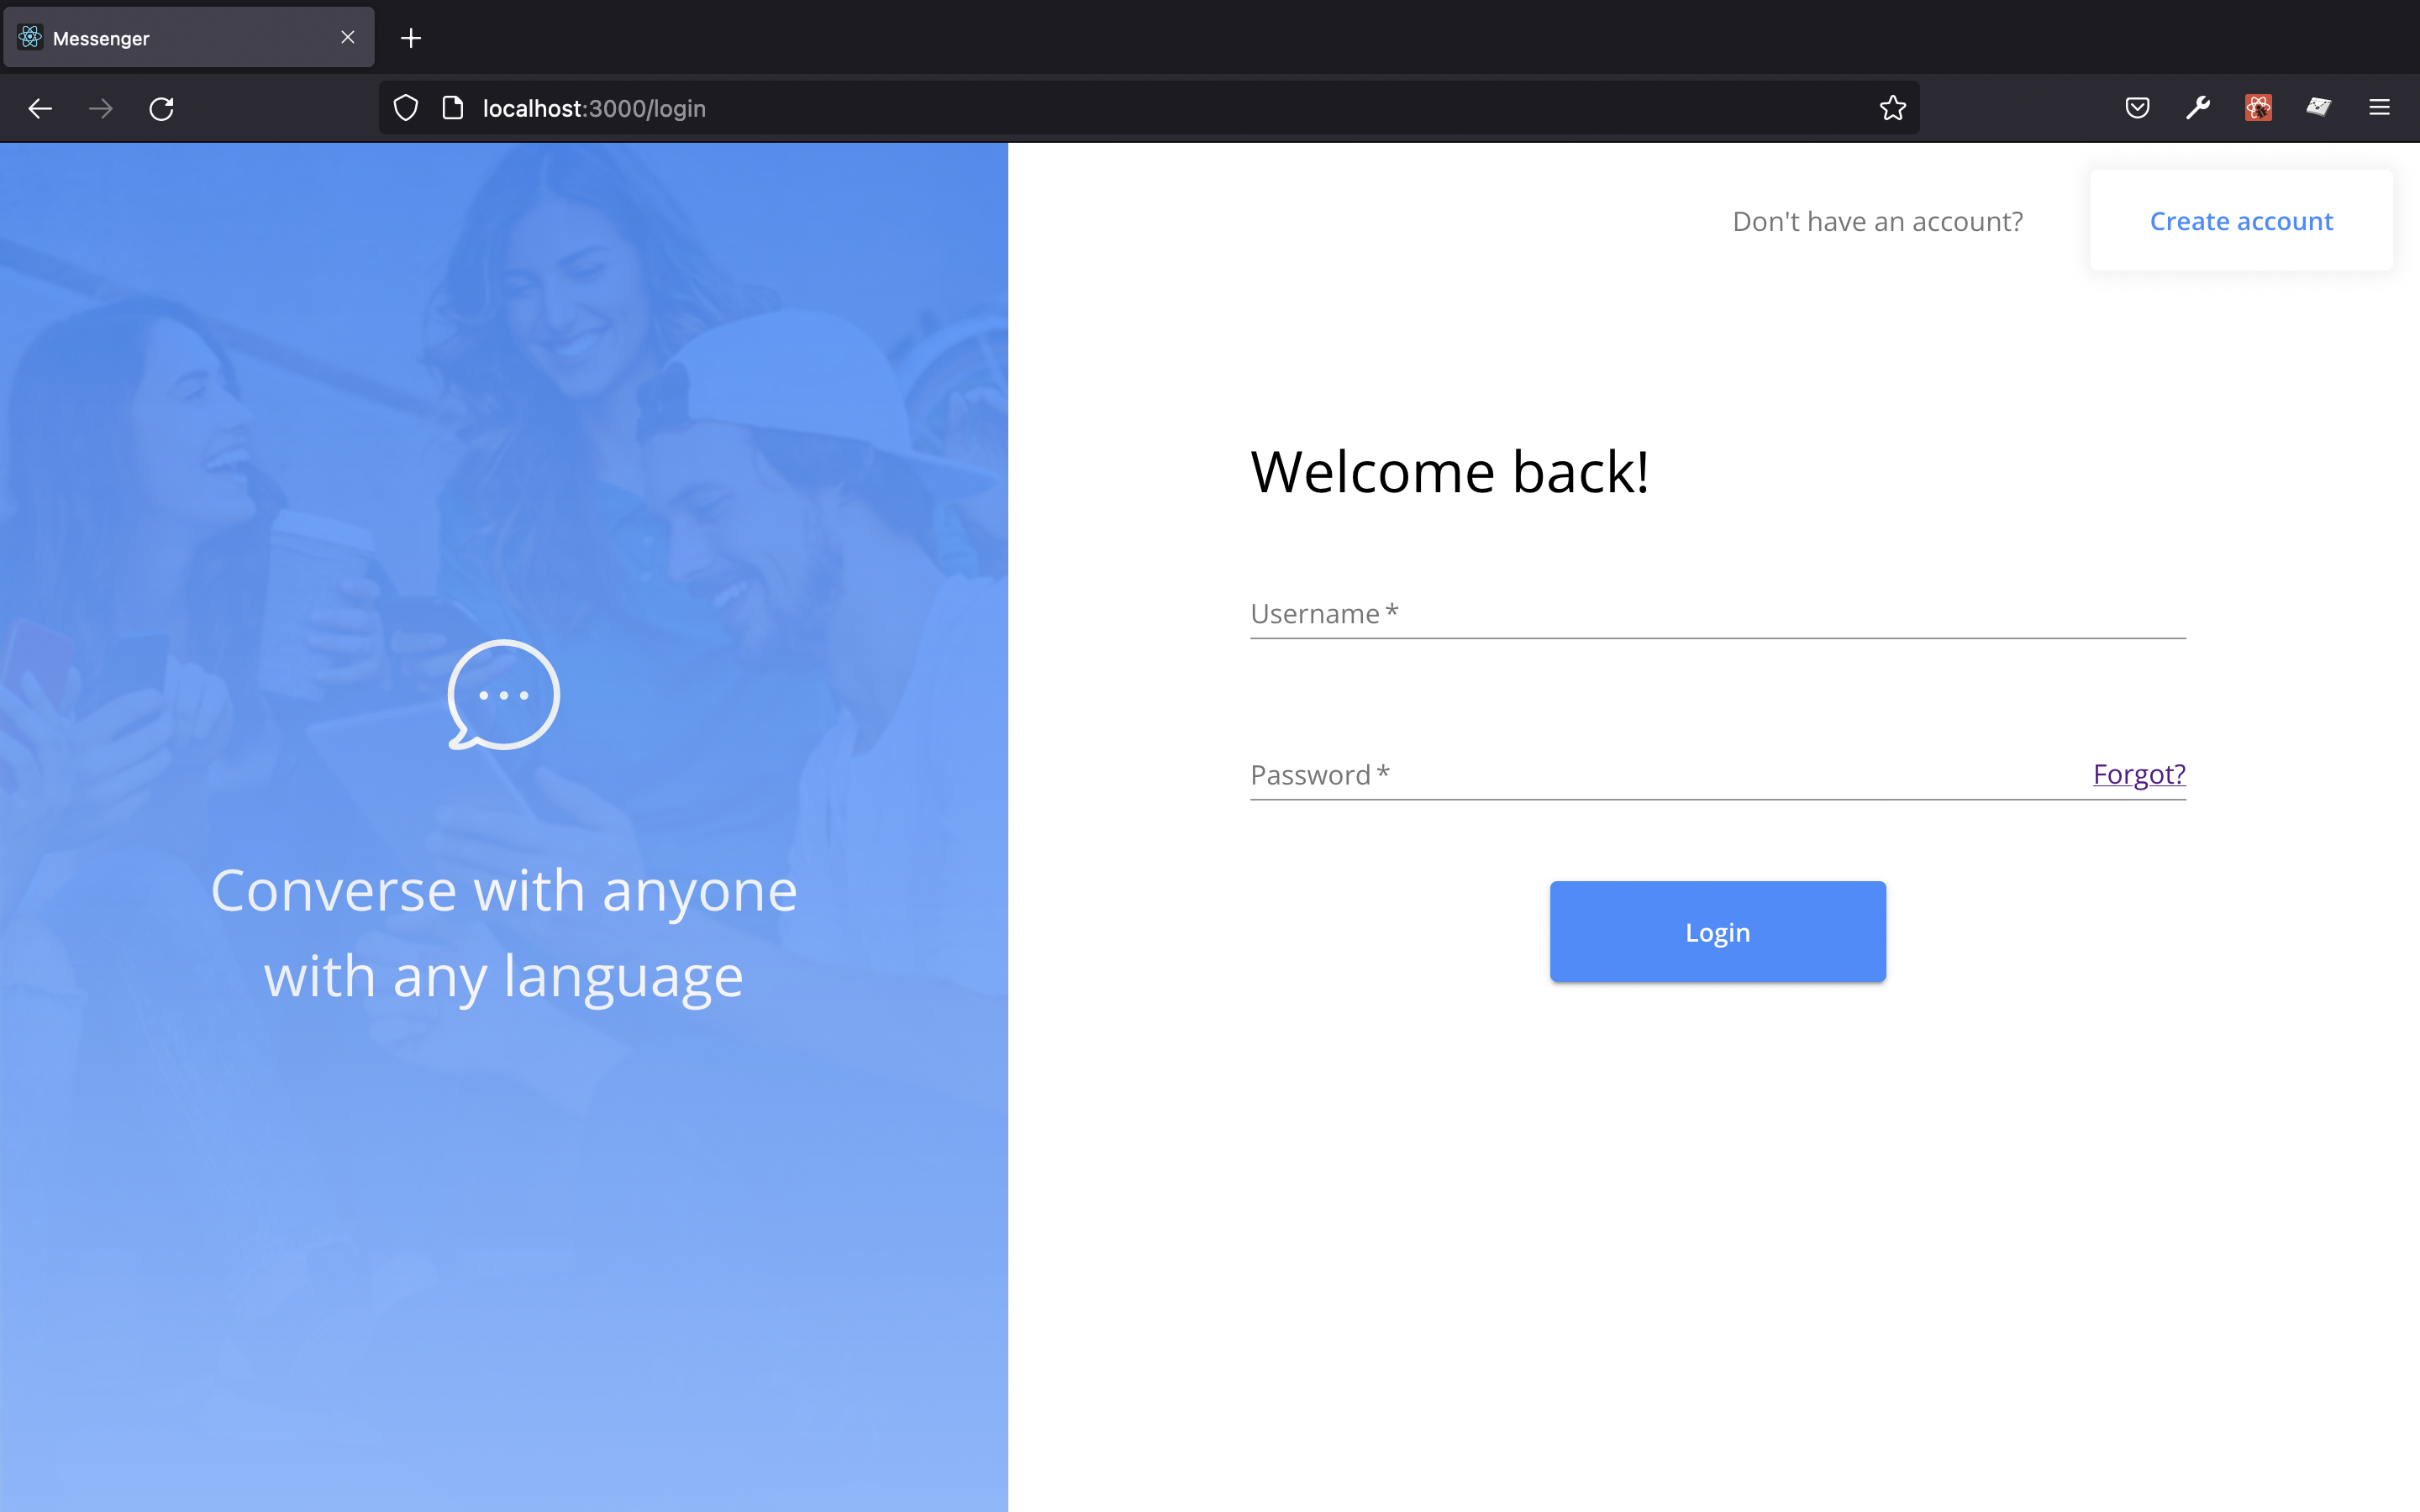 Messenger
localhost:3000/login
Don't have an account?
Create account
Welcome back!
Username *
Password *
Forgot?
Login
Converse with anyone
with any language